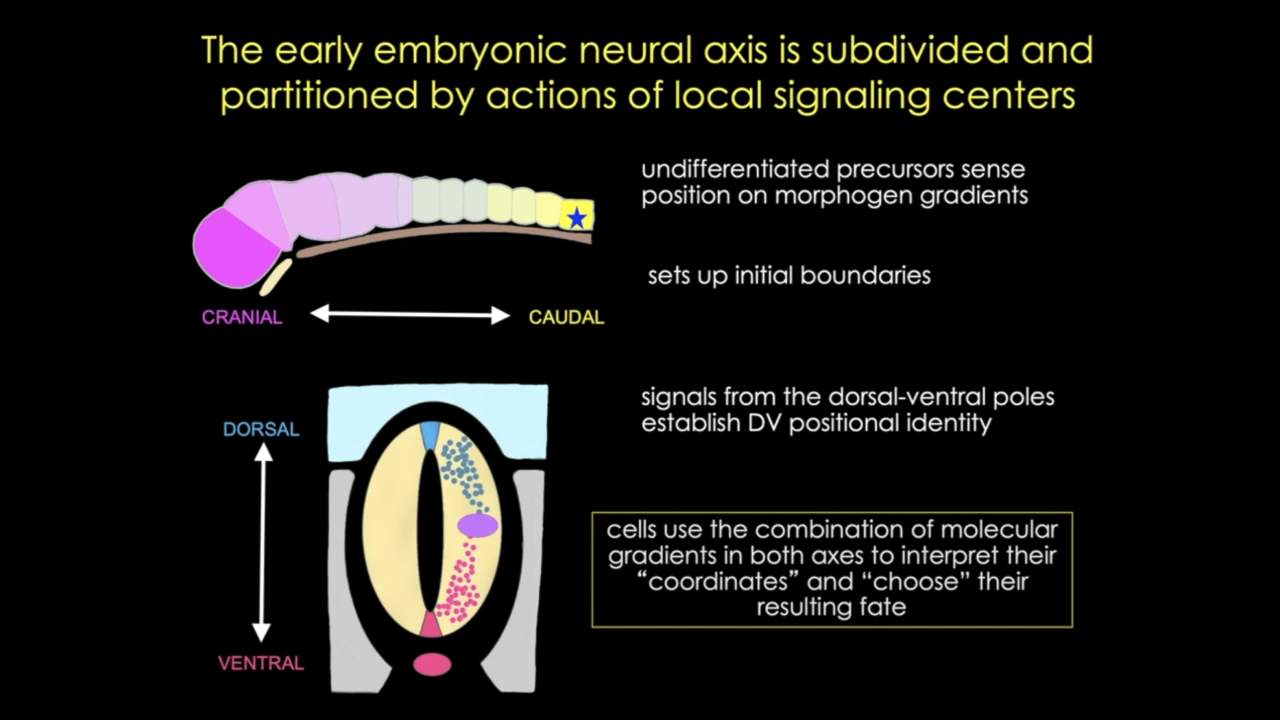 The early embryonic neural axis is subdivided and
partitioned by actions of local signaling centers
undifferentiated precursors sense
position on morphogen gradients
sets up initial boundaries
CRANIAL
CAUDAL
signals from the dorsal-ventral poles
establish DV positional identity
DORSAL
VENTRAL
cells use the combination of molecular
gradients in both axes to interpret their
“coordinates” and “choose” their
resulting fate